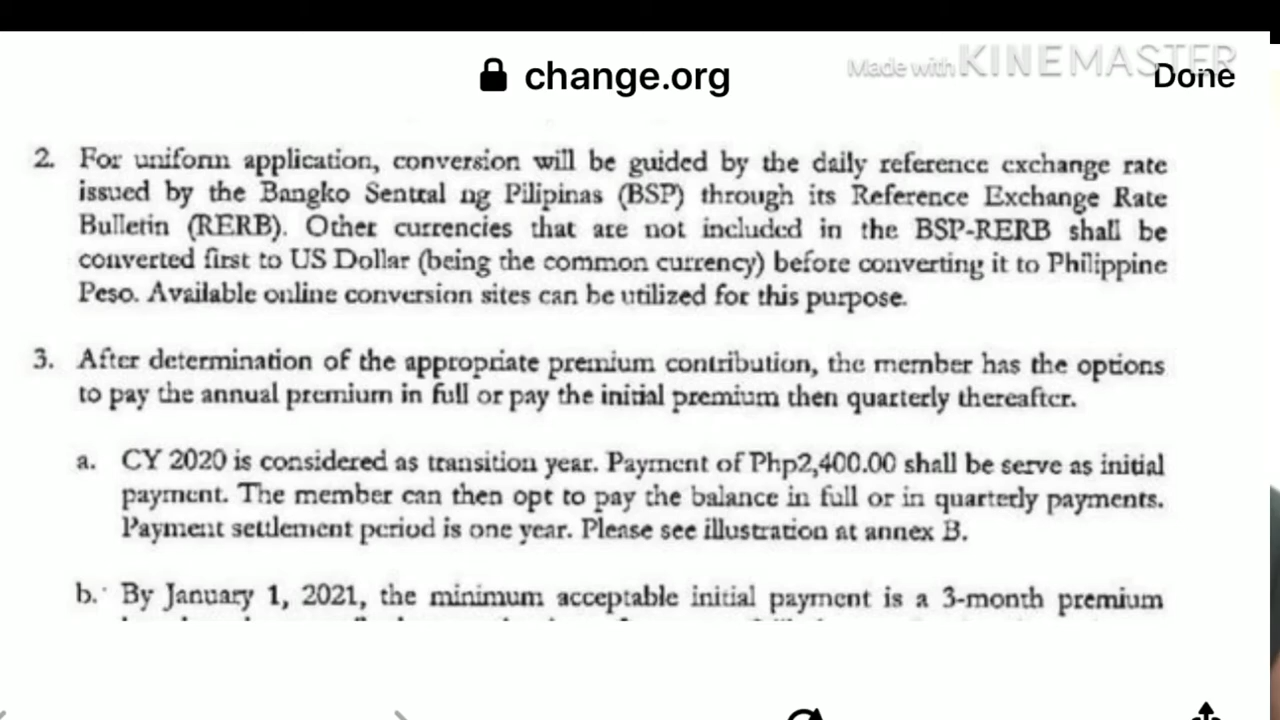 change.org
Made with KINEMASTER
Done
2. For uniform application, conversion will be guided by the daily reference exchange rate
issued by the Bangko Sentral ng Pilipinas (BSP) through its Reference Exchange Rate
Bulletin (RERB). Other currencies that are not included in the BSP-RERB shall be
converted first to US Dollar (being the common currency) before converting it to Philippine
Peso. Available online conversion sites can be utilized for this purpose.
3. After determination of the appropriate premium contribution, the member has the options
to pay the annual premium in full or pay the initial premium then quarterly thereafter.
a. CY 2020 is considered as transition year. Payment of Php2,400.00 shall be serve as initial
payment. The member can then opt to pay the balance in full or in quarterly payments.
Payment settlement period is one year. Please see illustration at annex B.
b. By January 1, 2021, the minimum acceptable initial payment is a 3-month premium